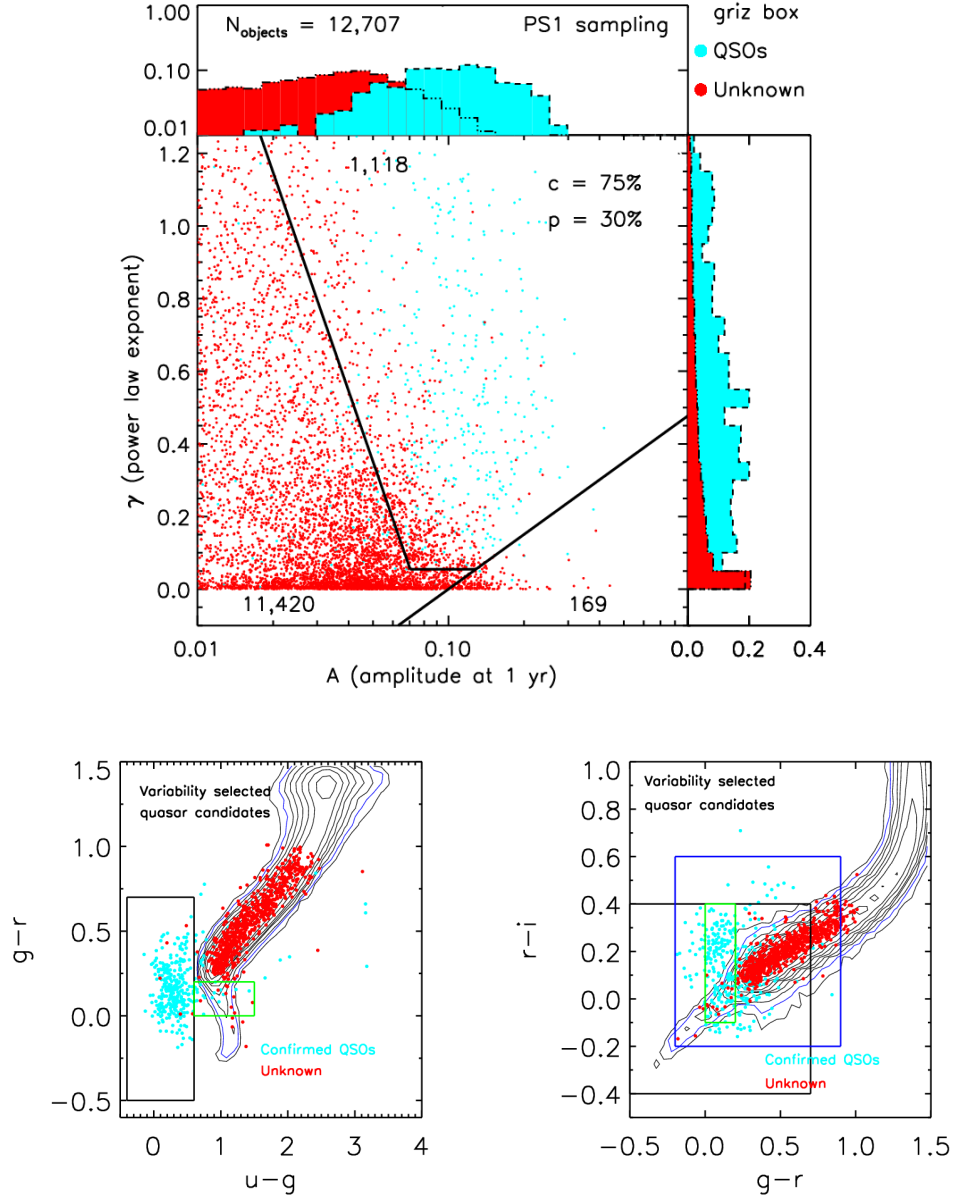 1.00
N_objects = 12,707
PS1 sampling
griz box
QSOs
Unknown
0.10
0.01
1.2
1.0
0.8
0.6
0.4
0.2
0.0
γ (power law exponent)
1,118
c = 75%
p = 30%
11,420
169
0.01
0.10
0.0
0.2
0.4
A (amplitude at 1 yr)
1.5
1.0
0.5
0.0
−0.5
g−r
Variability selected
quasar candidates
Confirmed QSOs
Unknown
0
1
2
3
4
u−g
1.0
0.8
0.6
0.4
0.2
0.0
−0.2
−0.4
r−i
Variability selected
quasar candidates
Confirmed QSOs
Unknown
−0.5
0.0
0.5
1.0
1.5
g−r